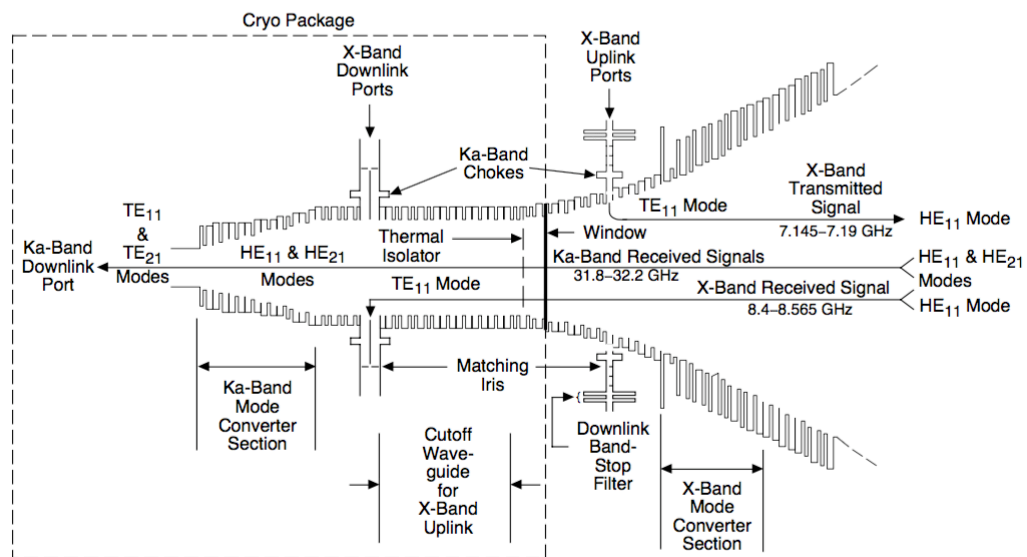 Cryo Package
X-Band
Downlink
Ports
X-Band
Uplink
Ports
Ka-Band
Chokes
X-Band
Transmitted
Signal
7.145–7.19 GHz
TE11 Mode
HE11 Mode
TE11
&
TE21
Modes
Ka-Band
Downlink
Port
HE11 & HE21
Modes
Thermal
Isolator
Window
Ka-Band Received Signals
31.8–32.2 GHz
HE11 & HE21
Modes
TE11 Mode
X-Band Received Signal
8.4–8.565 GHz
HE11 Mode
Matching
Iris
Ka-Band
Mode
Converter
Section
Cutoff
Wave-
guide
for
X-Band
Uplink
Downlink
Band-
Stop
Filter
X-Band
Mode
Converter
Section